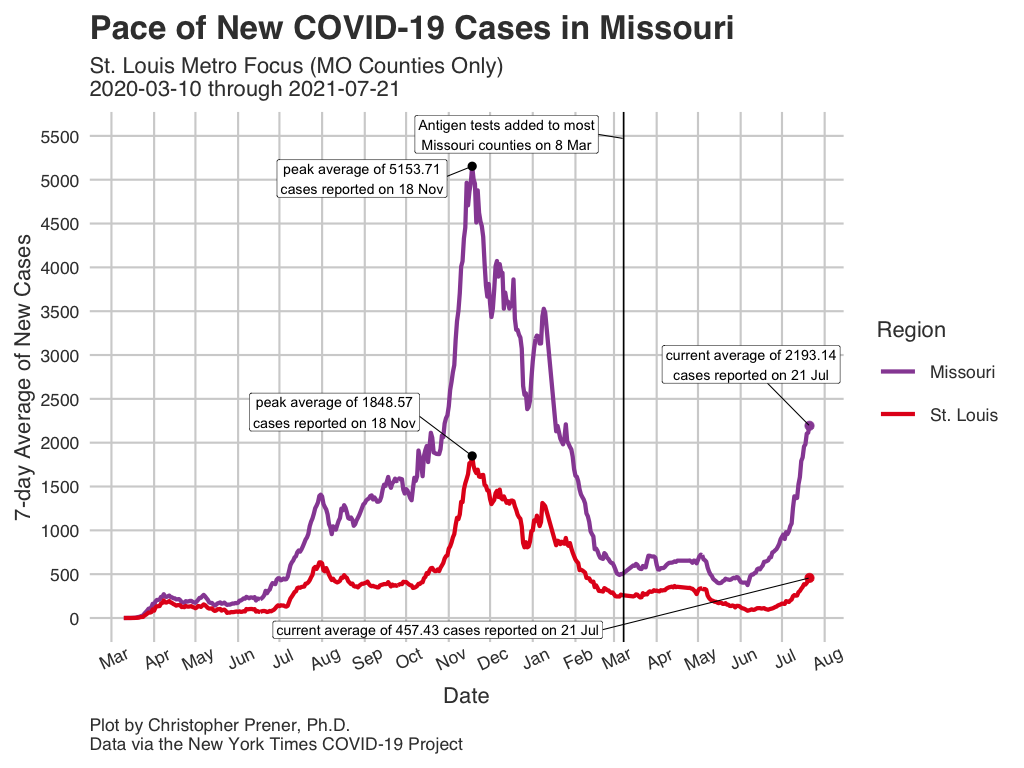 Pace of New COVID-19 Cases in Missouri
St. Louis Metro Focus (MO Counties Only)
2020-03-10 through 2021-07-21
Antigen tests added to most
Missouri counties on 8 Mar
peak average of 5153.71
cases reported on 18 Nov
peak average of 1848.57
cases reported on 18 Nov
current average of 2193.14
cases reported on 21 Jul
current average of 457.43 cases reported on 21 Jul
7-day Average of New Cases
5500
5000
4500
4000
3500
3000
2500
2000
1500
1000
500
0
Mar Apr May Jun Jul Aug Sep Oct Nov Dec Jan Feb Mar Apr May Jun Jul Aug
Date
Region
Missouri
St. Louis
Plot by Christopher Prener, Ph.D.
Data via the New York Times COVID-19 Project